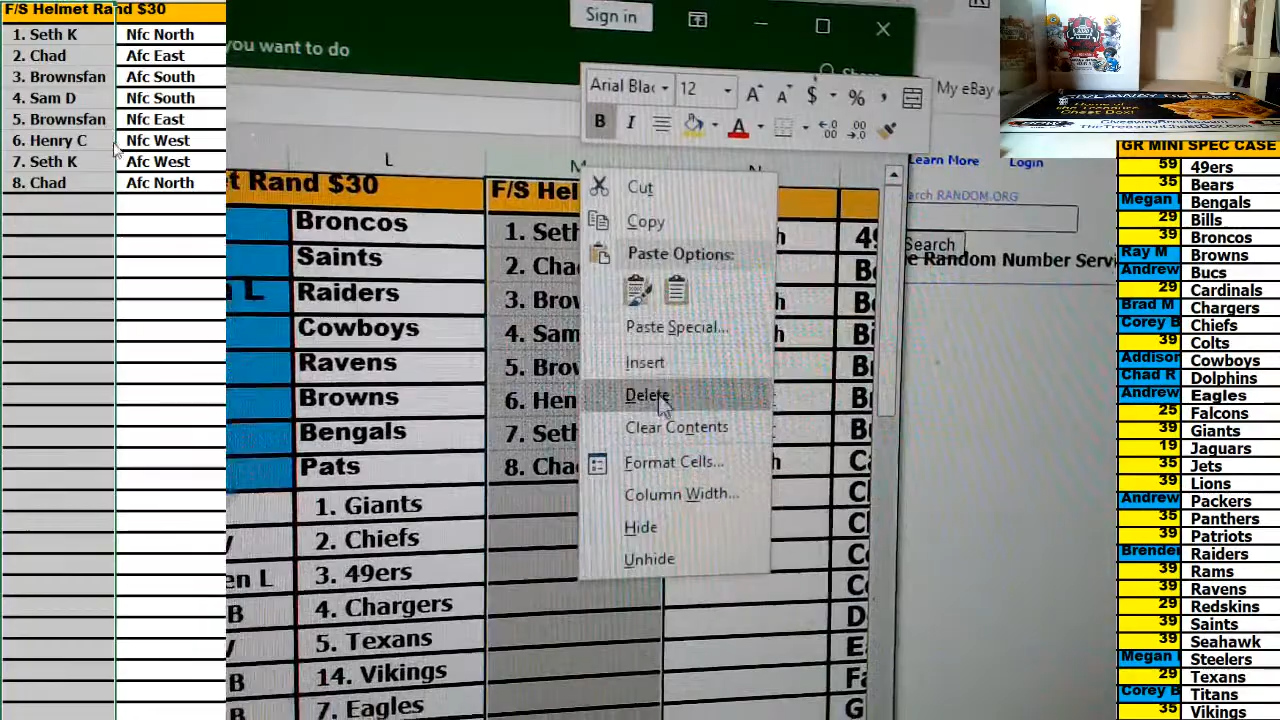 F/S Helmet Rand $30
1. Seth K Nfc North
2. Chad Afc East
3. Brownsfan Afc South
4. Sam D Nfc South
5. Brownsfan Nfc East
6. Henry C Nfc West
7. Seth K Afc West
8. Chad Afc North
Sign in
you want to do
Arial Blac 12 A A $ % ,
B I A
My eBay
Learn More Login
RANDOM.ORG
Search
Random Number Serv
L
t Rand $30 F/S Hel
Broncos
Saints
L Raiders
Cowboys
Ravens
Browns
Bengals
Pats
1. Giants
2. Chiefs
en L 3. 49ers
B 4. Chargers
5. Texans
B 14. Vikings
B 7. Eagles
1. Seth
2. Cha
3. Brov
4. Sam
5. Brov
6. Hen
7. Seth
8. Cha
Cut
Copy
Paste Options:
Paste Special...
Insert
Delete
Clear Contents
Format Cells...
Column Width...
Hide
Unhide
GR MINI SPEC CASE
59 49ers
35 Bears
Megan Bengals
29 Bills
39 Broncos
Ray M Browns
Andrew Bucs
29 Cardinals
Brad M Chargers
Corey B Chiefs
39 Colts
Addison Cowboys
Chad R Dolphins
Andrew Eagles
25 Falcons
39 Giants
19 Jaguars
35 Jets
39 Lions
Andrew Packers
35 Panthers
39 Patriots
Brender Raiders
39 Rams
39 Ravens
29 Redskins
39 Saints
39 Seahawk
Megan Steelers
29 Texans
Corey B Titans
35 Vikings